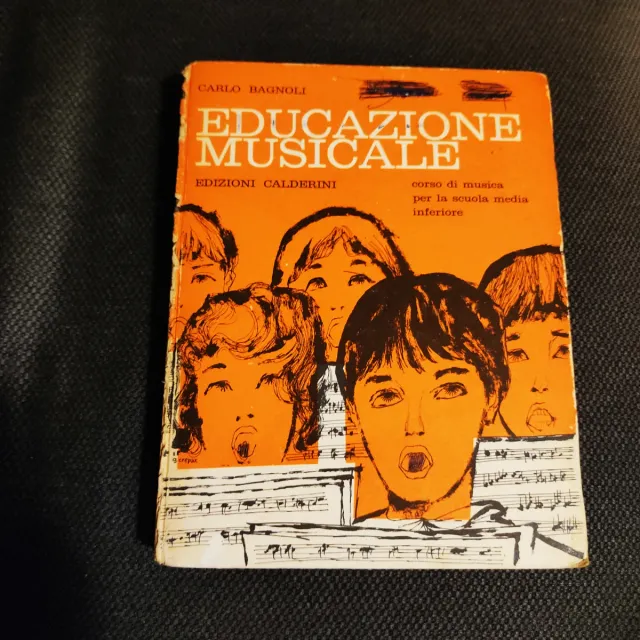 CARLO BAGNOLI
EDUCAZIONE
MUSICALE
EDIZIONI CALDERINI
corso di musica
per la scuola media
inferiore